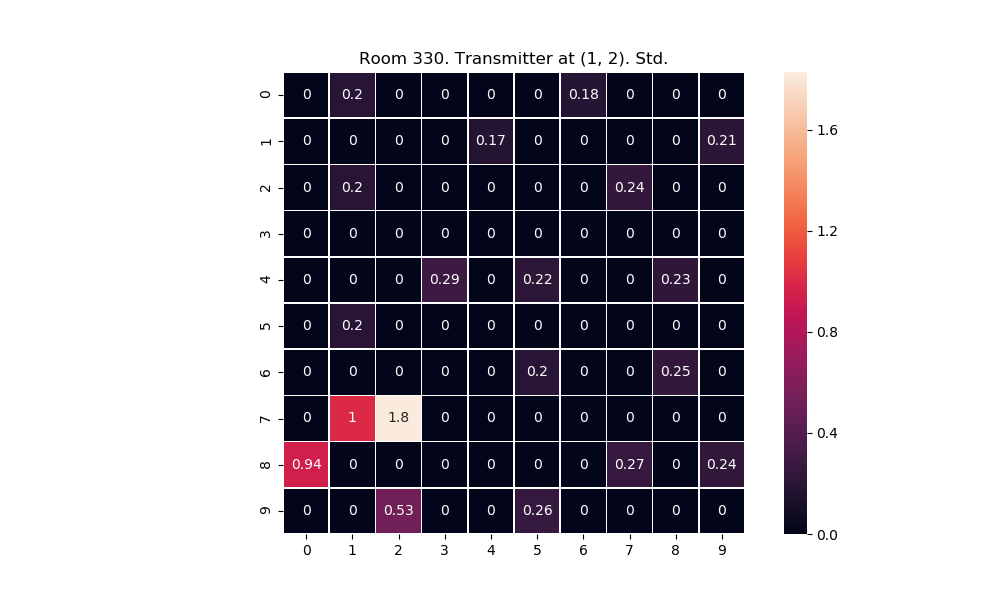 Room 330. Transmitter at (1, 2). Std.
0 0 0.2 0 0 0 0 0.18 0 0 0
1 0 0 0 0 0.17 0 0 0 0 0.21
2 0 0.2 0 0 0 0 0 0.24 0 0
3 0 0 0 0 0 0 0 0 0 0
4 0 0 0 0.29 0 0.22 0 0 0.23 0
5 0 0.2 0 0 0 0 0 0 0 0
6 0 0 0 0 0 0.2 0 0 0.25 0
7 0 1 1.8 0 0 0 0 0 0 0
8 0.94 0 0 0 0 0 0 0.27 0 0.24
9 0 0 0.53 0 0 0.26 0 0 0 0
0 1 2 3 4 5 6 7 8 9
1.6
1.2
0.8
0.4
0.0